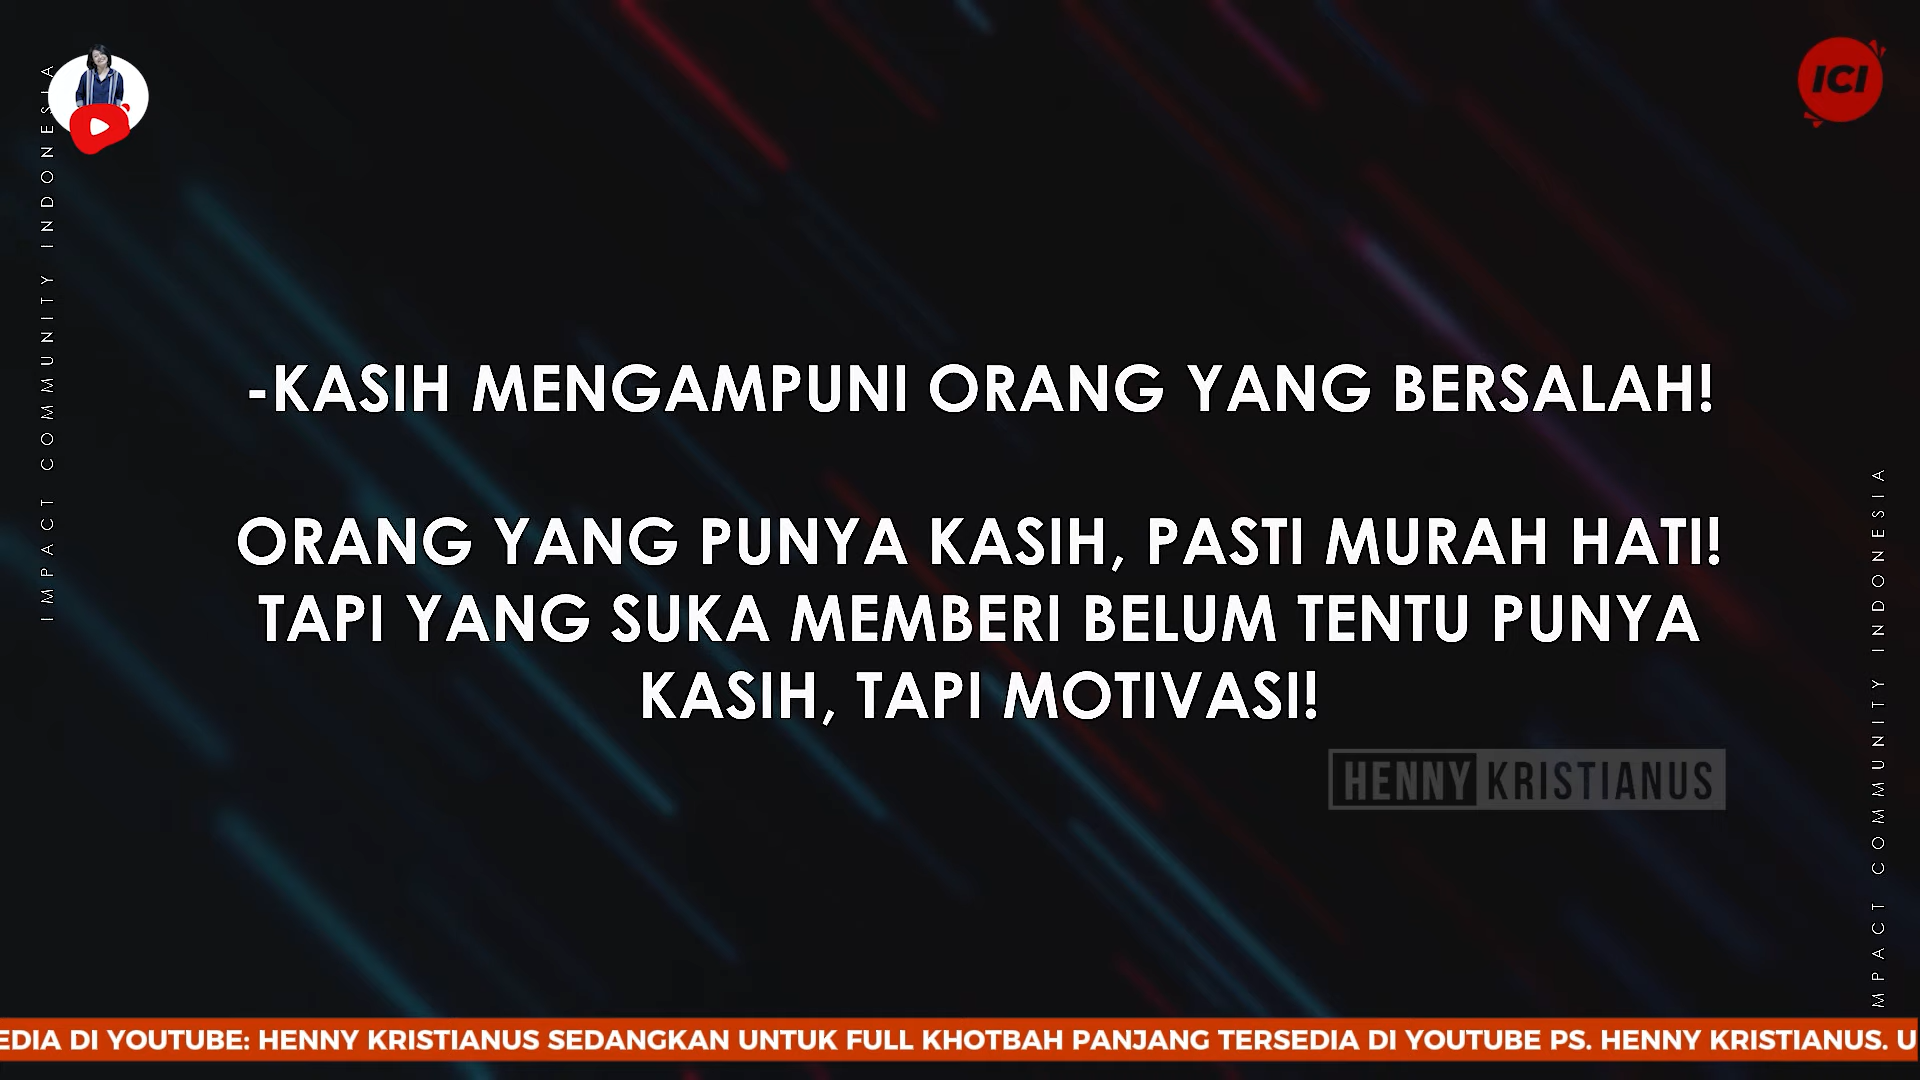 IMPACT COMMUNITY INDONESIA
ICI
-KASIH MENGAMPUNI ORANG YANG BERSALAH!
ORANG YANG PUNYA KASIH, PASTI MURAH HATI!
TAPI YANG SUKA MEMBERI BELUM TENTU PUNYA
KASIH, TAPI MOTIVASI!
HENNY KRISTIANUS
IMPACT COMMUNITY INDONESIA
EDIA DI YOUTUBE: HENNY KRISTIANUS SEDANGKAN UNTUK FULL KHOTBAH PANJANG TERSEDIA DI YOUTUBE PS. HENNY KRISTIANUS. U